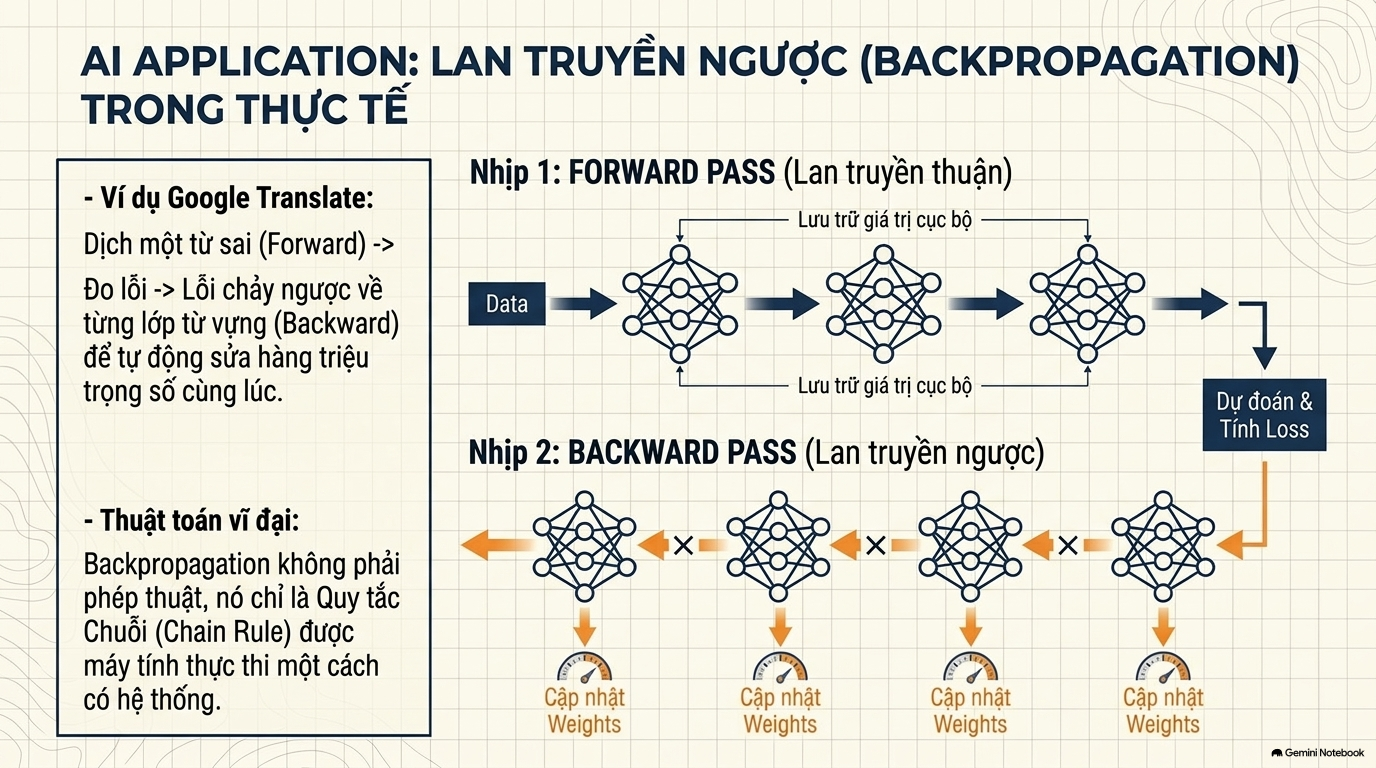 AI APPLICATION: LAN TRUYỀN NGƯỢC (BACKPROPAGATION)
TRONG THỰC TẾ
- Ví dụ Google Translate:
Dịch một từ sai (Forward) ->
Đo lỗi -> Lỗi chảy ngược về
từng lớp từ vựng (Backward)
để tự động sửa hàng triệu
trọng số cùng lúc.
- Thuật toán vĩ đại:
Backpropagation không phải
phép thuật, nó chỉ là Quy tắc
Chuỗi (Chain Rule) được
máy tính thực thi một cách
có hệ thống.
Nhịp 1: FORWARD PASS (Lan truyền thuận)
Lưu trữ giá trị cục bộ
Data
Lưu trữ giá trị cục bộ
Dự đoán &
Tính Loss
Nhịp 2: BACKWARD PASS (Lan truyền ngược)
× × ×
Cập nhật
Weights
Cập nhật
Weights
Cập nhật
Weights
Cập nhật
Weights
Gemini Notebook